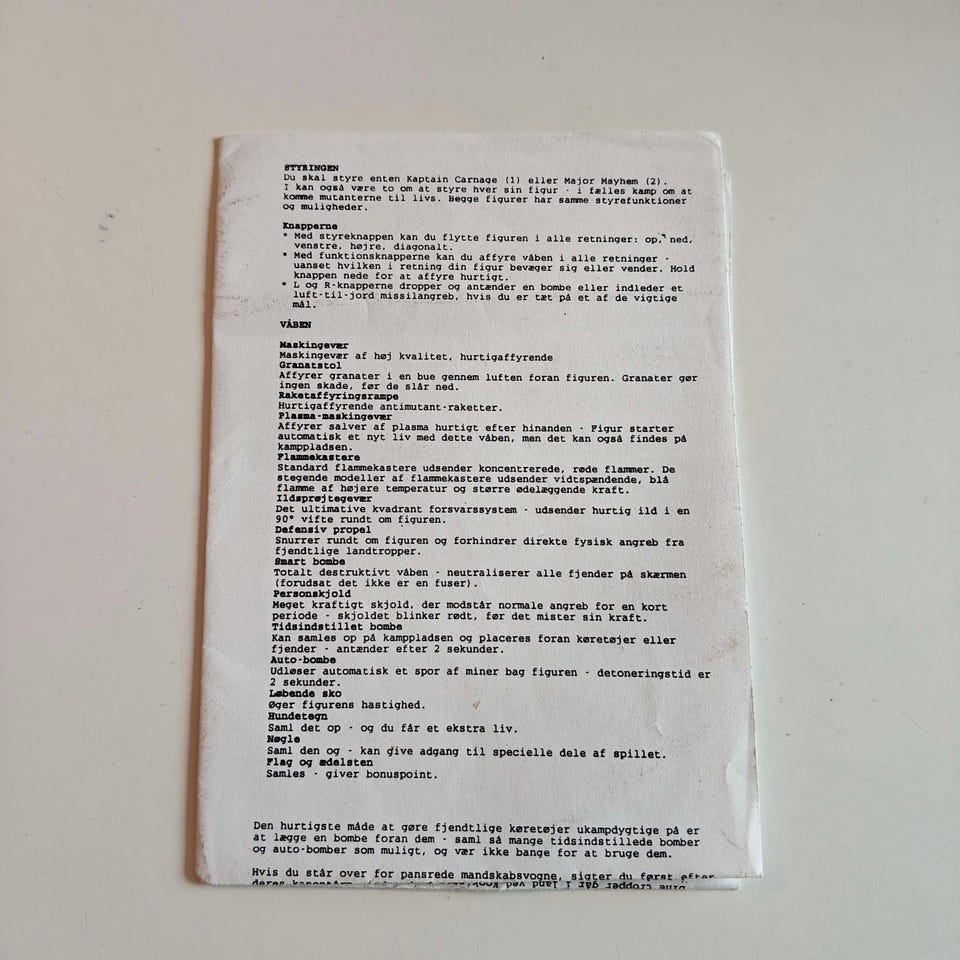 STYRINGEN
Du skal styre enten Kaptain Carnage (1) eller Major Mayhem (2).
I kan også være to om at styre hver sin figur - i fælles kamp om at
komme mutanterne til livs. Begge figurer har samme styrefunktioner
og muligheder.
Knapperne
* Med styreknappen kan du flytte figuren i alle retninger: op, ned,
venstre, højre, diagonalt.
* Med funktionsknapperne kan du affyre våben i alle retninger -
uanset hvilken i retning din figur bevæger sig eller vender. Hold
knappen nede for at affyre hurtigt.
* L og R-knapperne dropper og antænder en bombe eller indleder et
luft-til-jord missilangreb, hvis du er tæt på et af de vigtige
mål.
VÅBEN
Maskingevær
Maskingevær af høj kvalitet, hurtigaffyrende
Granatstol
Affyrer granater i en bue gennem luften foran figuren. Granater gør
ingen skade, før de slår ned.
Raketaffyringsrampe
Hurtigaffyrende antimutant-raketter.
Plasma-maskingevær
Affyrer salver af plasma hurtigt efter hinanden - Figur starter
automatisk et nyt liv med dette våben, men det kan også findes på
kamppladsen.
Flammekastere
Standard flammekastere udsender koncentrerede, røde flammer. De
stegende modeller af flammekastere udsender vidtspændende, blå
flamme af højere temperatur og større ødelæggende kraft.
Ildsprøjtegevær
Det ultimative kvadrant forsvarssystem - udsender hurtig ild i en
90° vifte rundt om figuren.
Defensiv propel
Snurrer rundt om figuren og forhindrer direkte fysisk angreb fra
fjendtlige landtropper.
Smart bombe
Totalt destruktivt våben - neutraliserer alle fjender på skærmen
(forudsat det ikke er en fuser).
Personskjold
Meget kraftigt skjold, der modstår normale angreb for en kort
periode - skjoldet blinker rødt, før det mister sin kraft.
Tidsindstillet bombe
Kan samles op på kamppladsen og placeres foran køretøjer eller
fjender - antænder efter 2 sekunder.
Auto-bombe
Udløser automatisk et spor af miner bag figuren - detoneringstid er
2 sekunder.
Løbende sko
Øger figurens hastighed.
Hundetegn
Saml det op - og du får et ekstra liv.
Nøgle
Saml den og - kan give adgang til specielle dele af spillet.
Flag og ædelsten
Samles - giver bonuspoint.
Den hurtigste måde at gøre fjendtlige køretøjer ukampdygtige på er
at lægge en bombe foran dem - saml så mange tidsindstillede bomber
og auto-bomber som muligt, og vær ikke bange for at bruge dem.
Hvis du står over for pansrede mandskabsvogne, sigter du først efter
deres